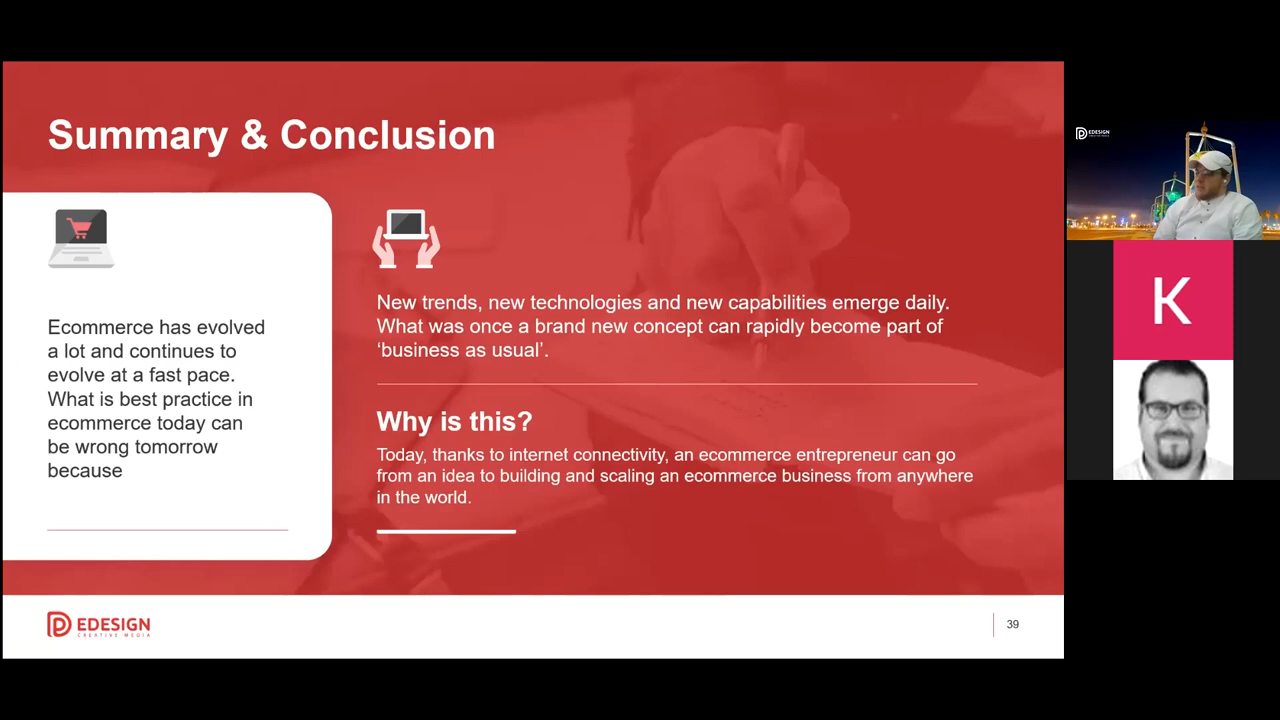 Summary & Conclusion
Ecommerce has evolved
a lot and continues to
evolve at a fast pace.
What is best practice in
ecommerce today can
be wrong tomorrow
because
New trends, new technologies and new capabilities emerge daily.
What was once a brand new concept can rapidly become part of
‘business as usual’.
Why is this?
Today, thanks to internet connectivity, an ecommerce entrepreneur can go
from an idea to building and scaling an ecommerce business from anywhere
in the world.
EDESIGN
CREATIVE MEDIA
39
EDESIGN
K